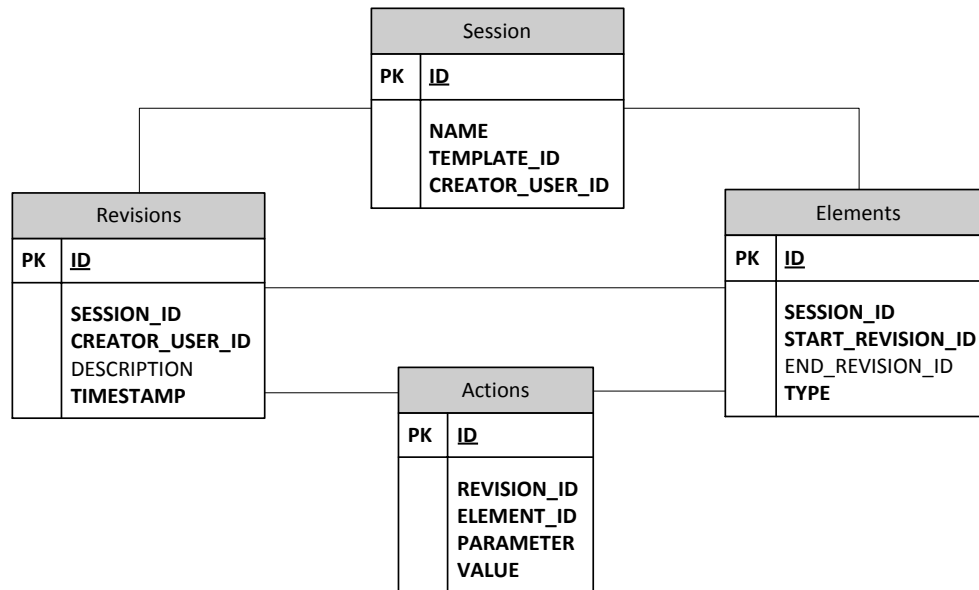 Session
PK ID
NAME
TEMPLATE_ID
CREATOR_USER_ID
Revisions
PK ID
SESSION_ID
CREATOR_USER_ID
DESCRIPTION
TIMESTAMP
Elements
PK ID
SESSION_ID
START_REVISION_ID
END_REVISION_ID
TYPE
Actions
PK ID
REVISION_ID
ELEMENT_ID
PARAMETER
VALUE